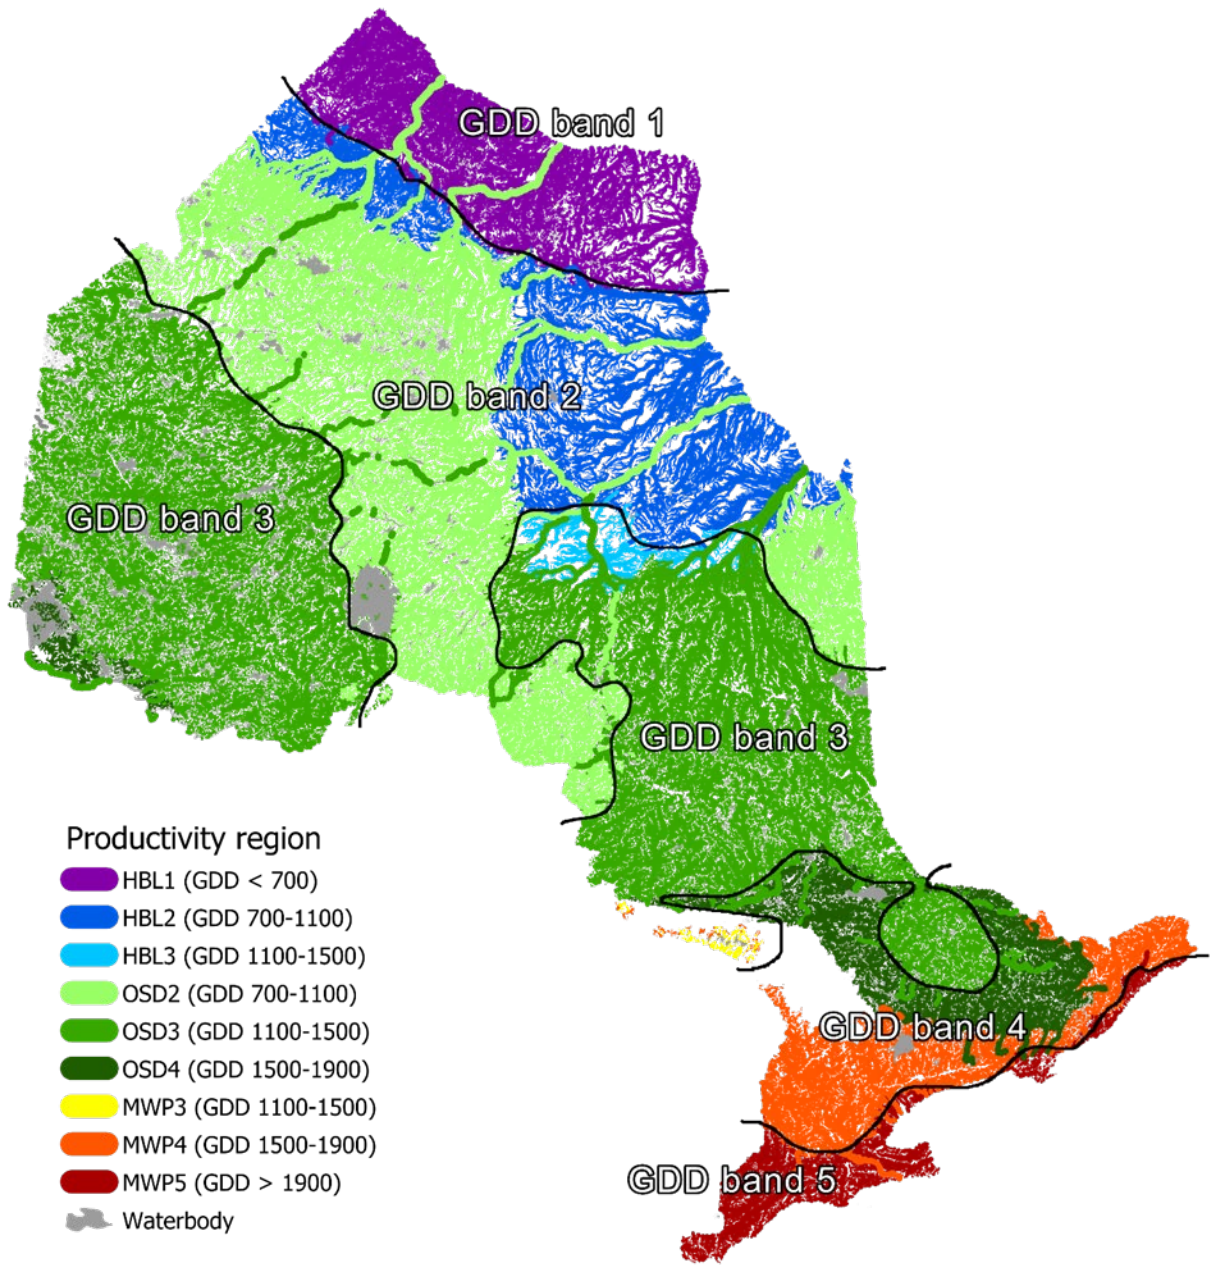 GDD band 1
GDD band 2
GDD band 3
GDD band 3
GDD band 4
GDD band 5
Productivity region
HBL1 (GDD < 700)
HBL2 (GDD 700-1100)
HBL3 (GDD 1100-1500)
OSD2 (GDD 700-1100)
OSD3 (GDD 1100-1500)
OSD4 (GDD 1500-1900)
MWP3 (GDD 1100-1500)
MWP4 (GDD 1500-1900)
MWP5 (GDD > 1900)
Waterbody